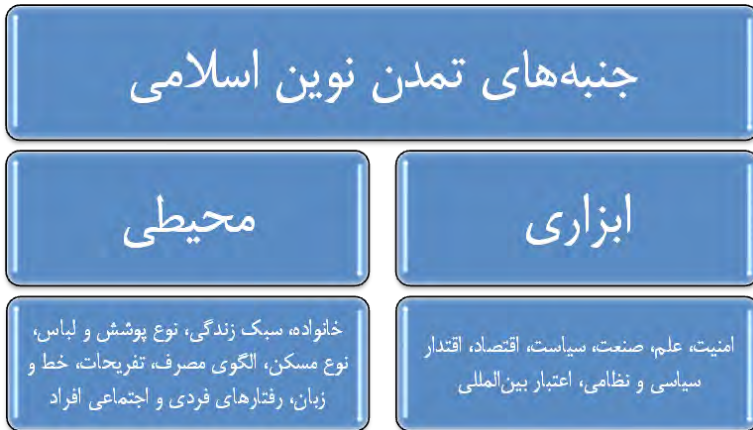 جنبه‌های تمدن نوین اسلامی
ابزاری
محیطی
امنیت، علم، صنعت، سیاست، اقتصاد، اقتدار
سیاسی و نظامی، اعتبار بین‌المللی
خانواده، سبک زندگی، نوع پوشش و لباس،
نوع مسکن، الگوی مصرف، تفریحات، خط و
زبان، رفتارهای فردی و اجتماعی افراد